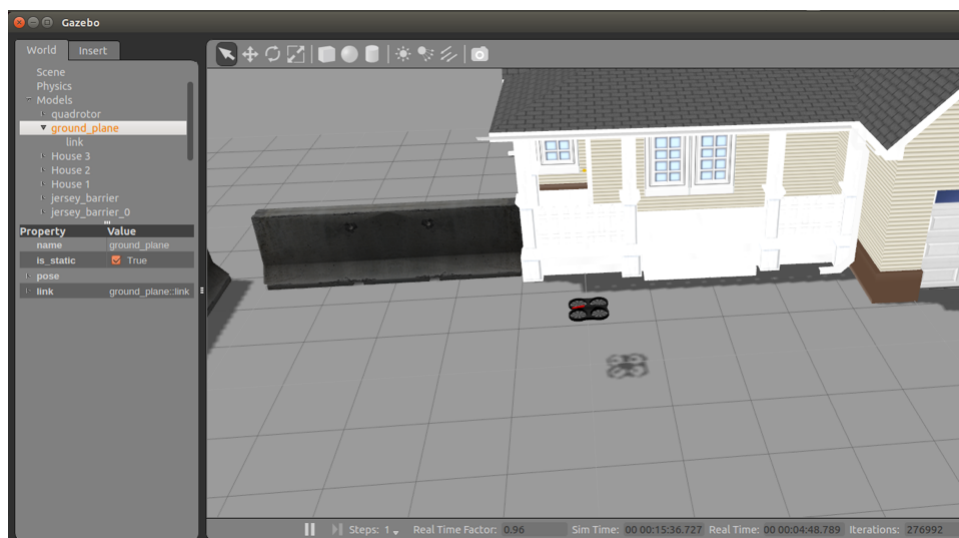 Gazebo
World Insert
Scene
Physics
Models
quadrotor
ground_plane
link
House 3
House 2
House 1
jersey_barrier
jersey_barrier_0
Property Value
name ground_plane
is_static True
pose
link ground_plane::link
Steps: 1 Real Time Factor: 0.96 Sim Time: 00 00:15:36.727 Real Time: 00 00:04:48.789 Iterations: 276992